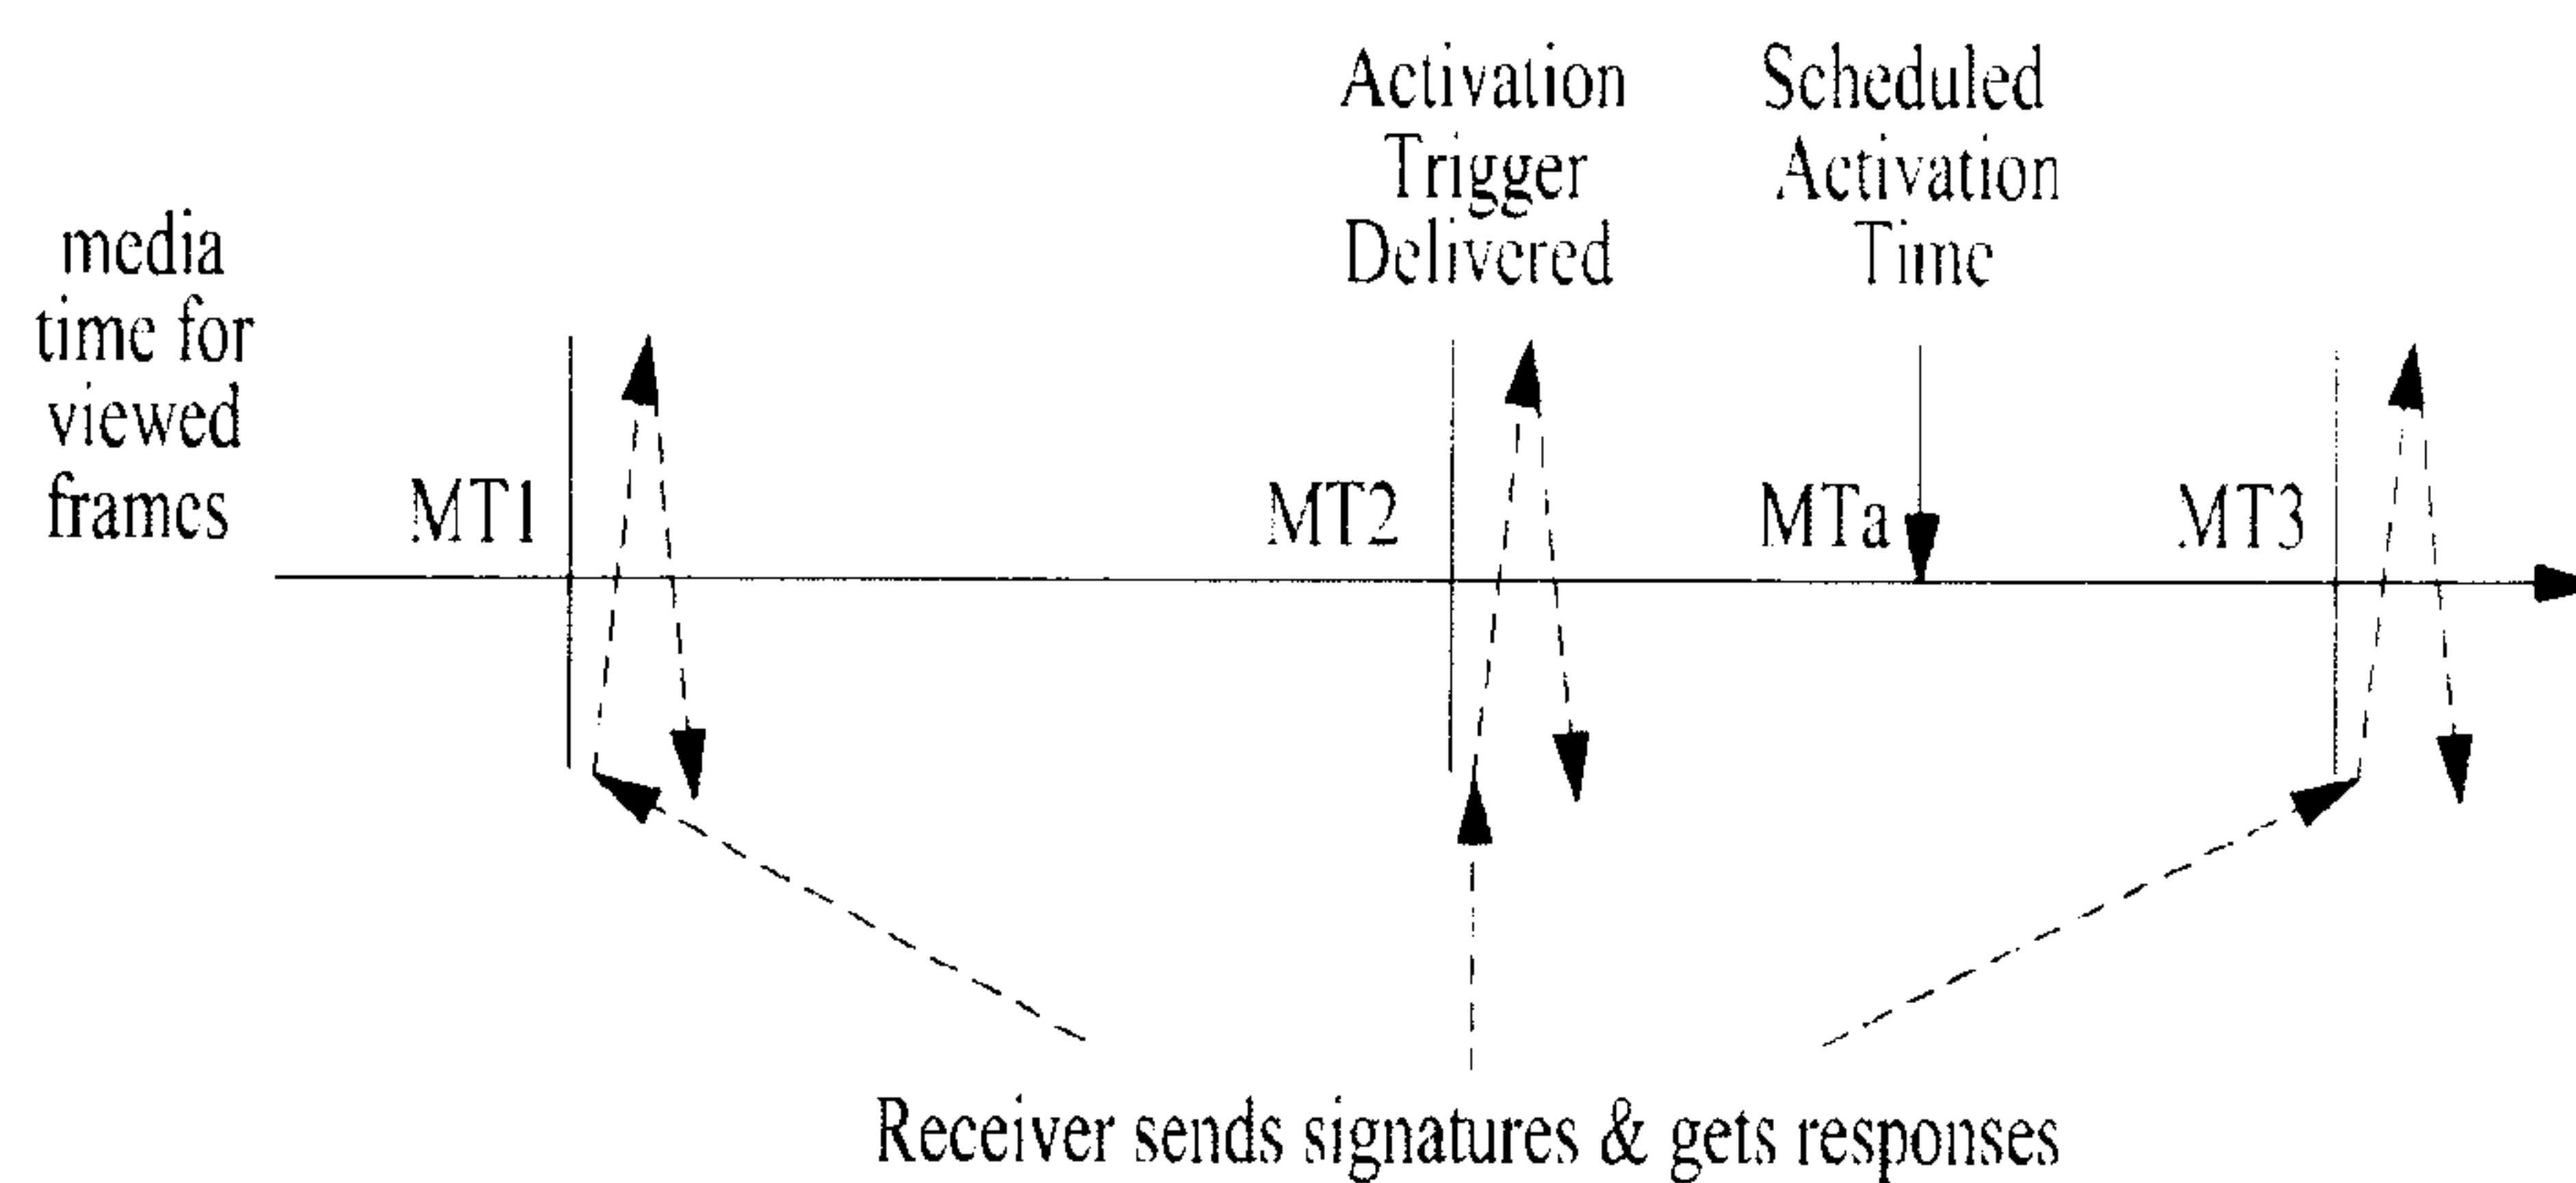 Activation
Trigger
Delivered
Scheduled
Activation
Time
media
time for
viewed
frames
MT1
MT2
MTa
MT3
Receiver sends signatures & gets responses